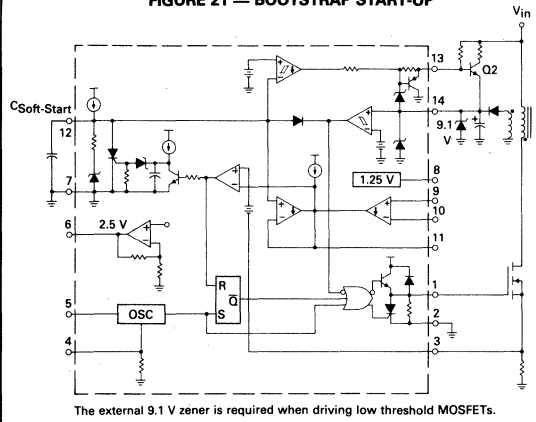 FIGURE 21 — BOOTSTRAP START-UP
Vin
13
Q2
CSoft-Start
12
14
9.1
V
7
8
1.25 V
9
10
6
2.5 V
11
R
Q
S
1
2
5
OSC
4
3
The external 9.1 V zener is required when driving low threshold MOSFETs.